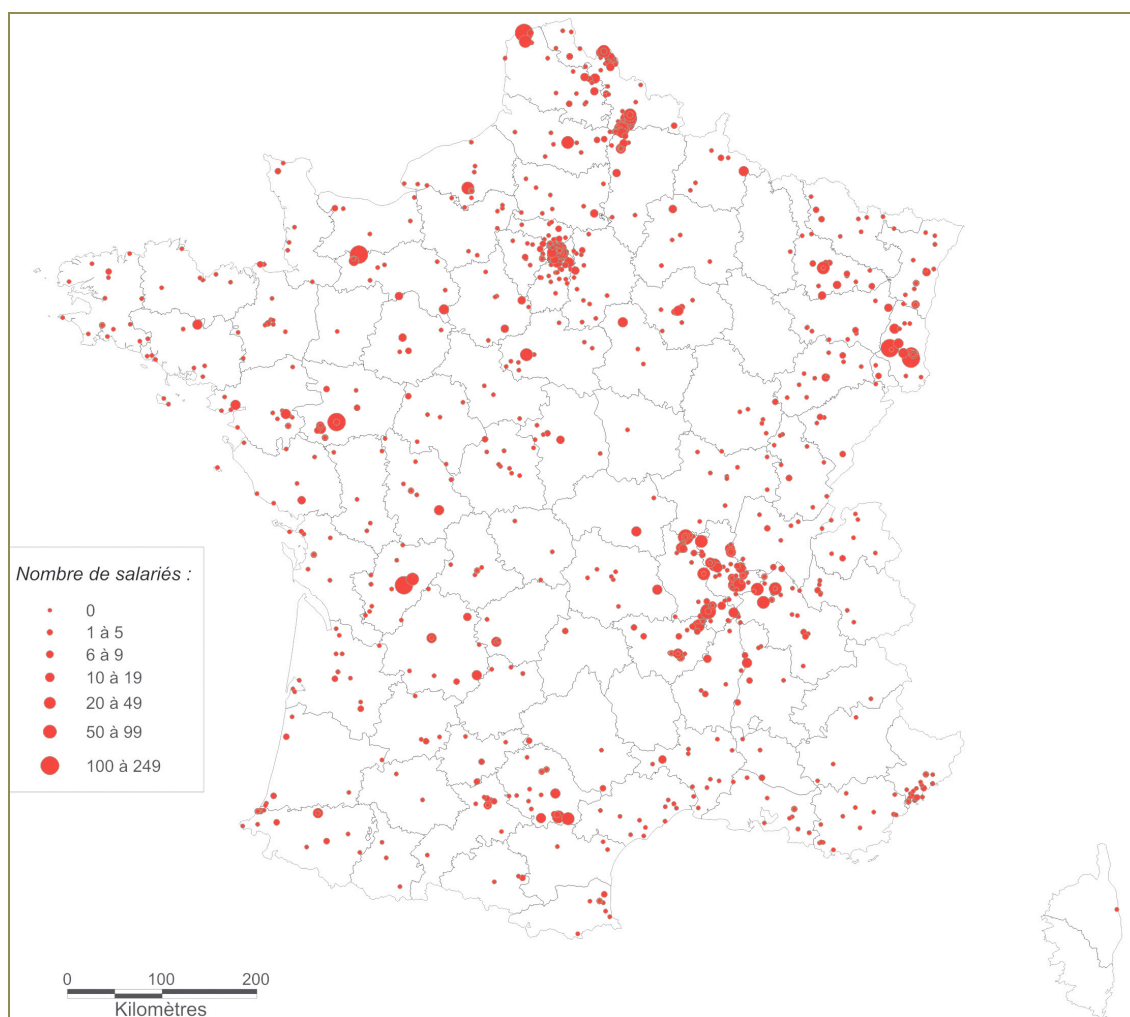 Nombre de salariés :
0
1 à 5
6 à 9
10 à 19
20 à 49
50 à 99
100 à 249
0 100 200
Kilomètres